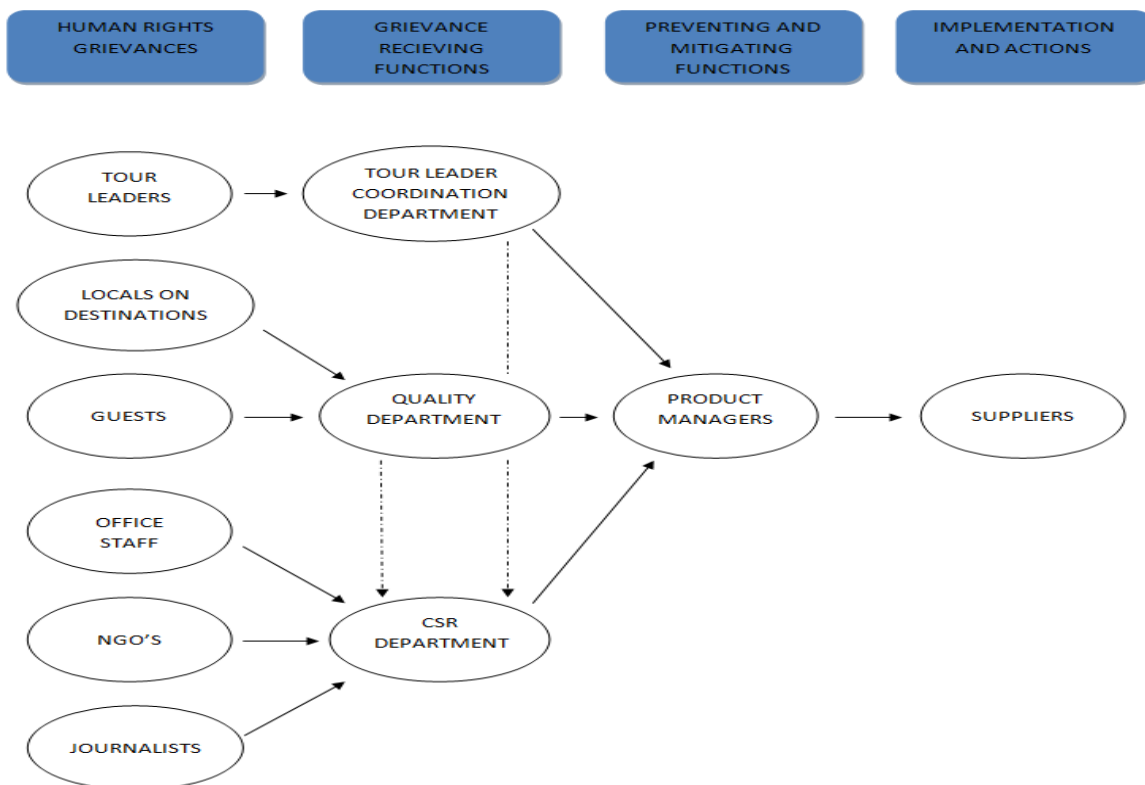 HUMAN RIGHTS
GRIEVANCES
GRIEVANCE
RECIEVING
FUNCTIONS
PREVENTING AND
MITIGATING
FUNCTIONS
IMPLEMENTATION
AND ACTIONS
TOUR
LEADERS
TOUR LEADER
COORDINATION
DEPARTMENT
LOCALS ON
DESTINATIONS
GUESTS
QUALITY
DEPARTMENT
PRODUCT
MANAGERS
SUPPLIERS
OFFICE
STAFF
NGO’S
CSR
DEPARTMENT
JOURNALISTS